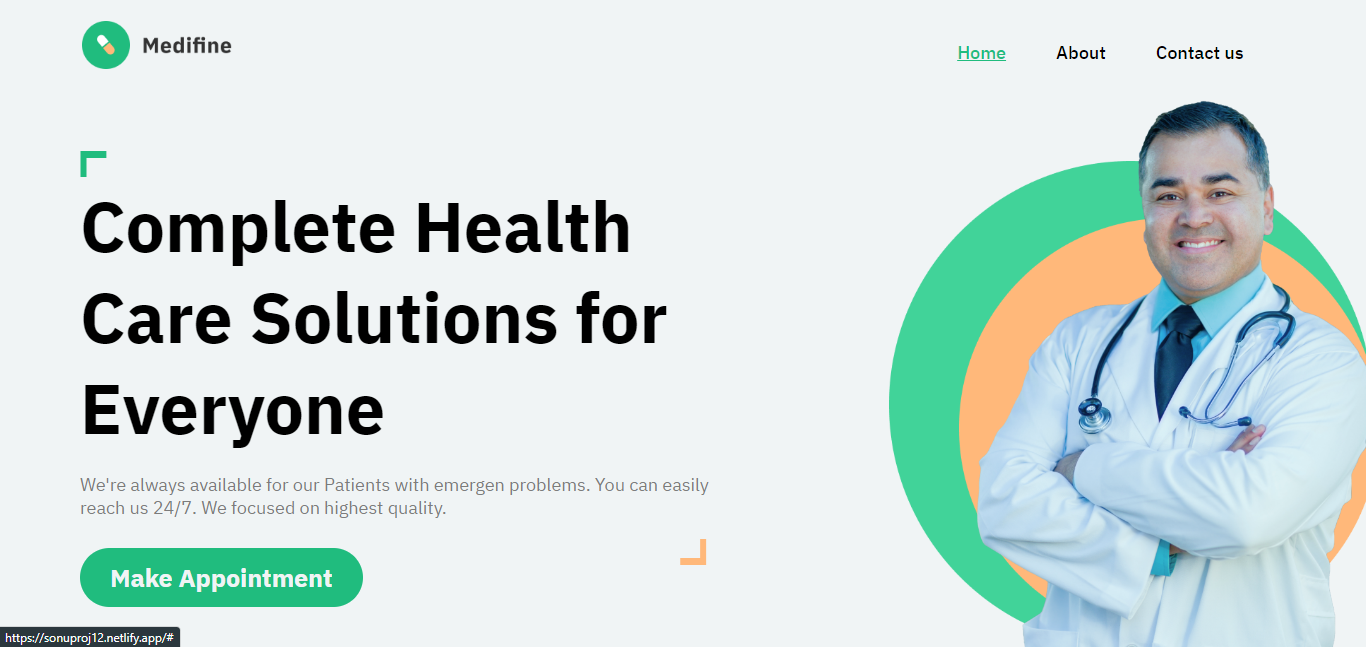 Medifine
Home About Contact us
Complete Health
Care Solutions for
Everyone
We're always available for our Patients with emergen problems. You can easily
reach us 24/7. We focused on highest quality.
Make Appointment
https://sonuproj12.netlify.app/#